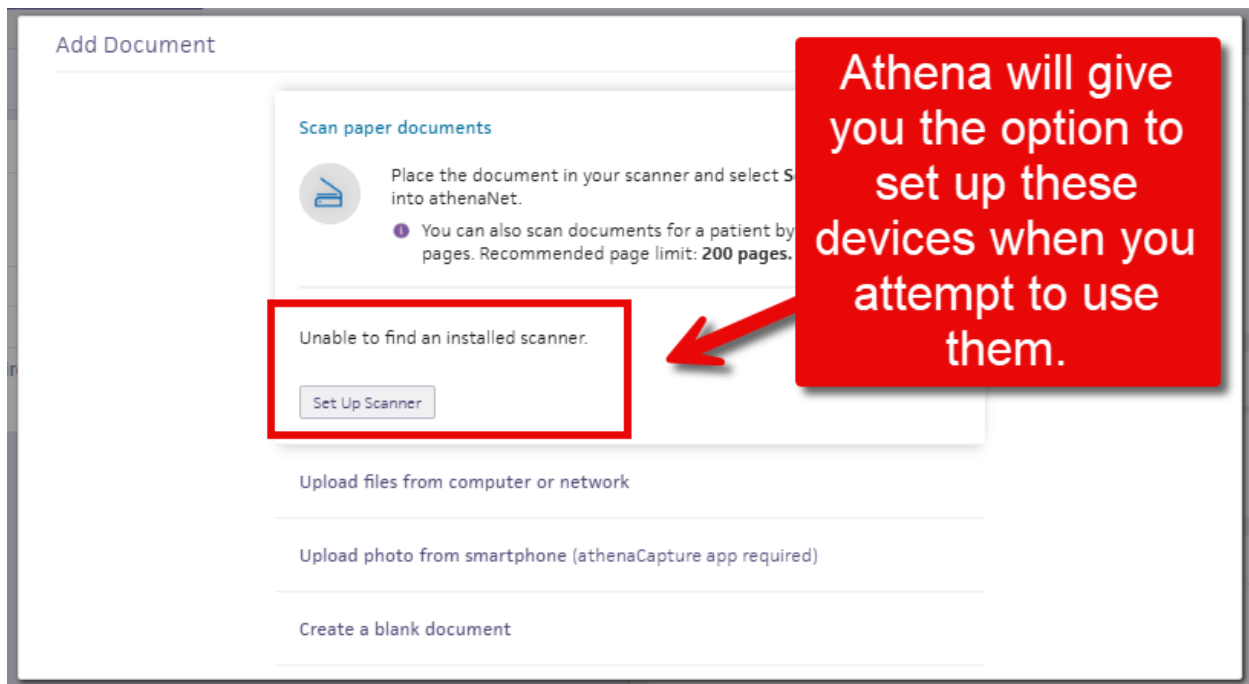 Add Document
Scan paper documents
Place the document in your scanner and select
into athenaNet.
You can also scan documents for a patient by
pages. Recommended page limit: 200 pages.
Unable to find an installed scanner.
Set Up Scanner
Upload files from computer or network
Upload photo from smartphone (athenaCapture app required)
Create a blank document
Athena will give
you the option to
set up these
devices when you
attempt to use
them.